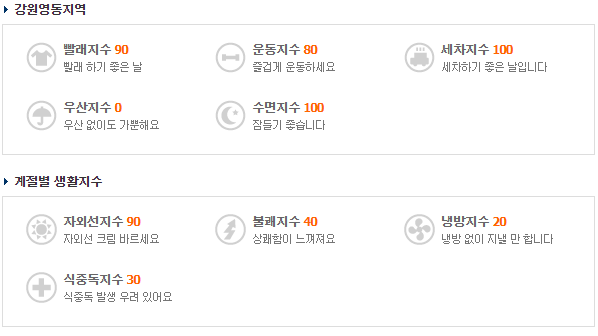 강원영동지역
빨래지수 90
빨래 하기 좋은 날
운동지수 80
즐겁게 운동하세요
세차지수 100
세차하기 좋은 날입니다
우산지수 0
우산 없이도 가뿐해요
수면지수 100
잠들기 좋습니다
계절별 생활지수
자외선지수 90
자외선 크림 바르세요
불쾌지수 40
상쾌함이 느껴져요
냉방지수 20
냉방 없이 지낼 만 합니다
식중독지수 30
식중독 발생 우려 있어요